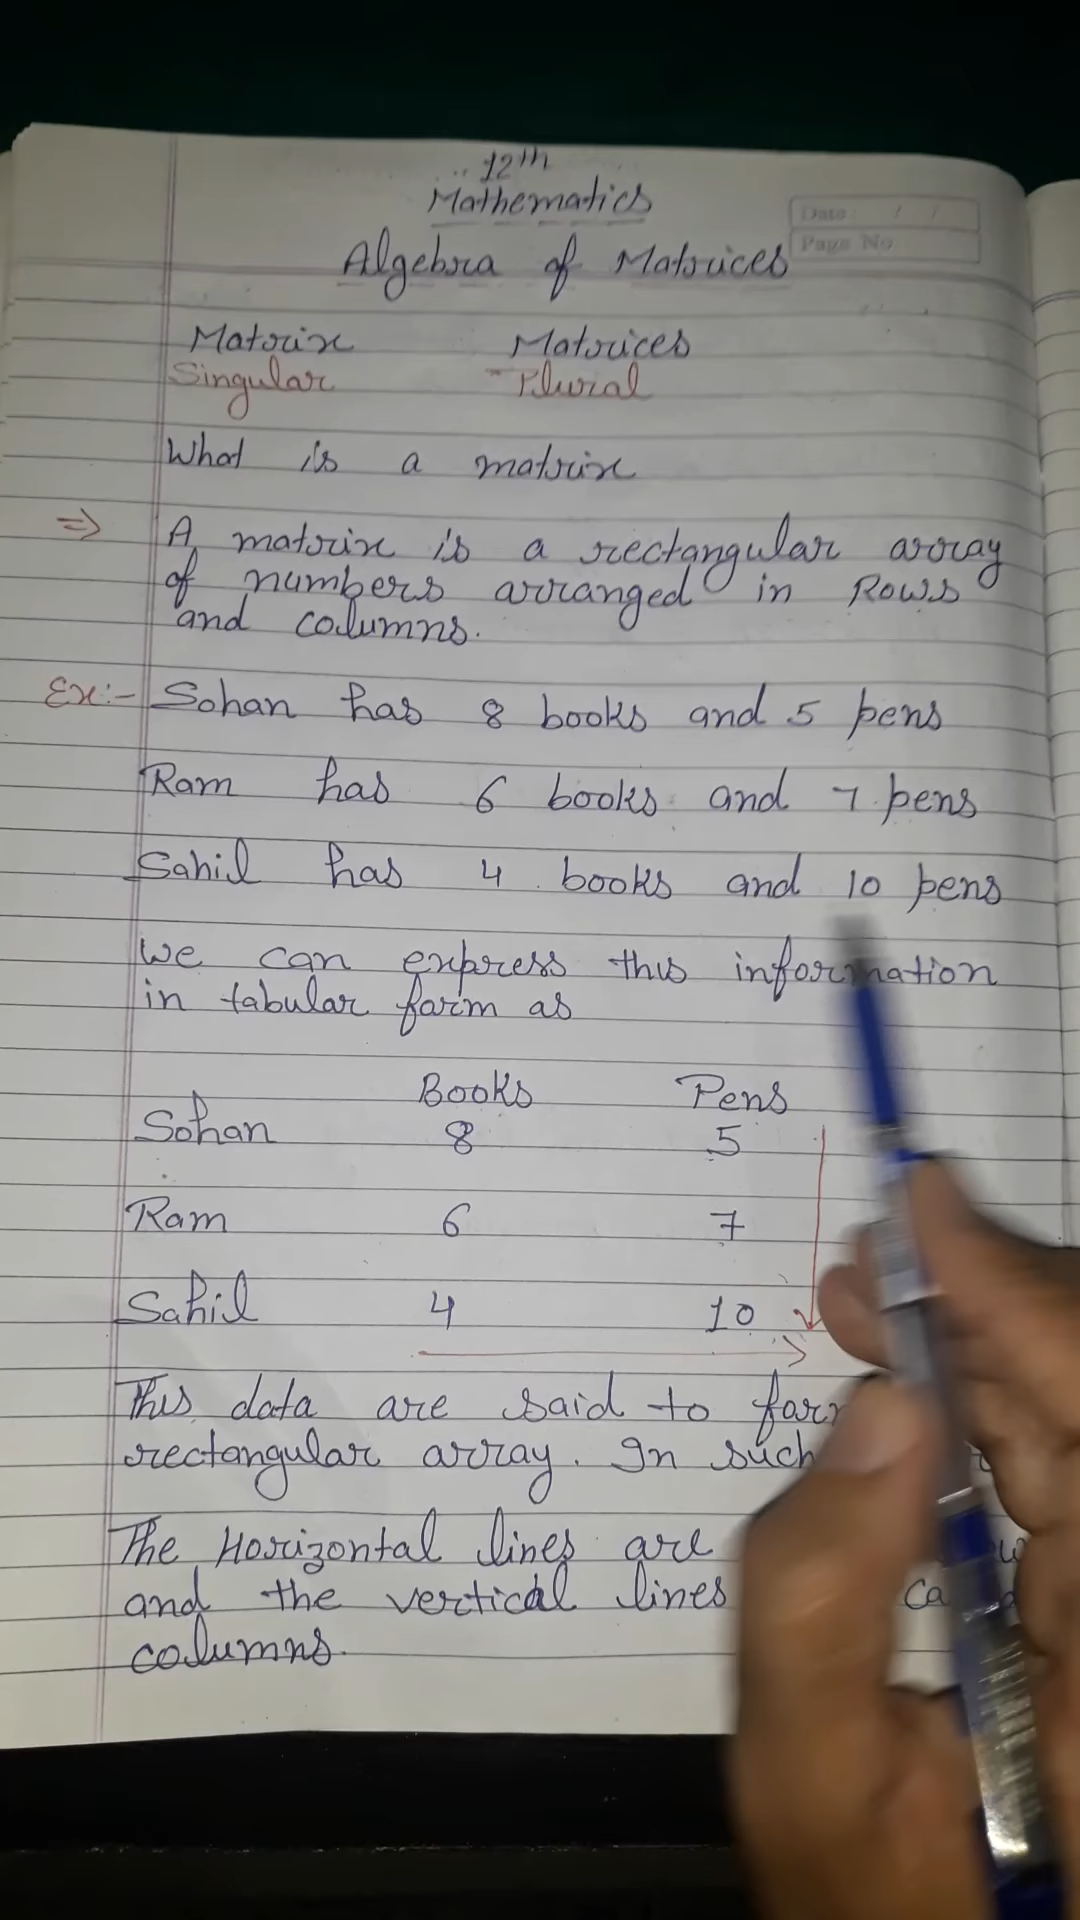 12th
Mathematics
Date: / /
Page No
Algebra of Matrices
Matrix Matrices
Singular Plural
What is a matrix
⇒ A matrix is a rectangular array
of numbers arranged in Rows
and columns.
Ex:- Sohan has 8 books and 5 pens
Ram has 6 books and 7 pens
Sahil has 4 books and 10 pens
We can express this information
in tabular form as
Books Pens
Sohan 8 5
Ram 6 7
Sahil 4 10
This data are said to
rectangular array. In such
The Horizontal lines are
and the vertical lines
columns.